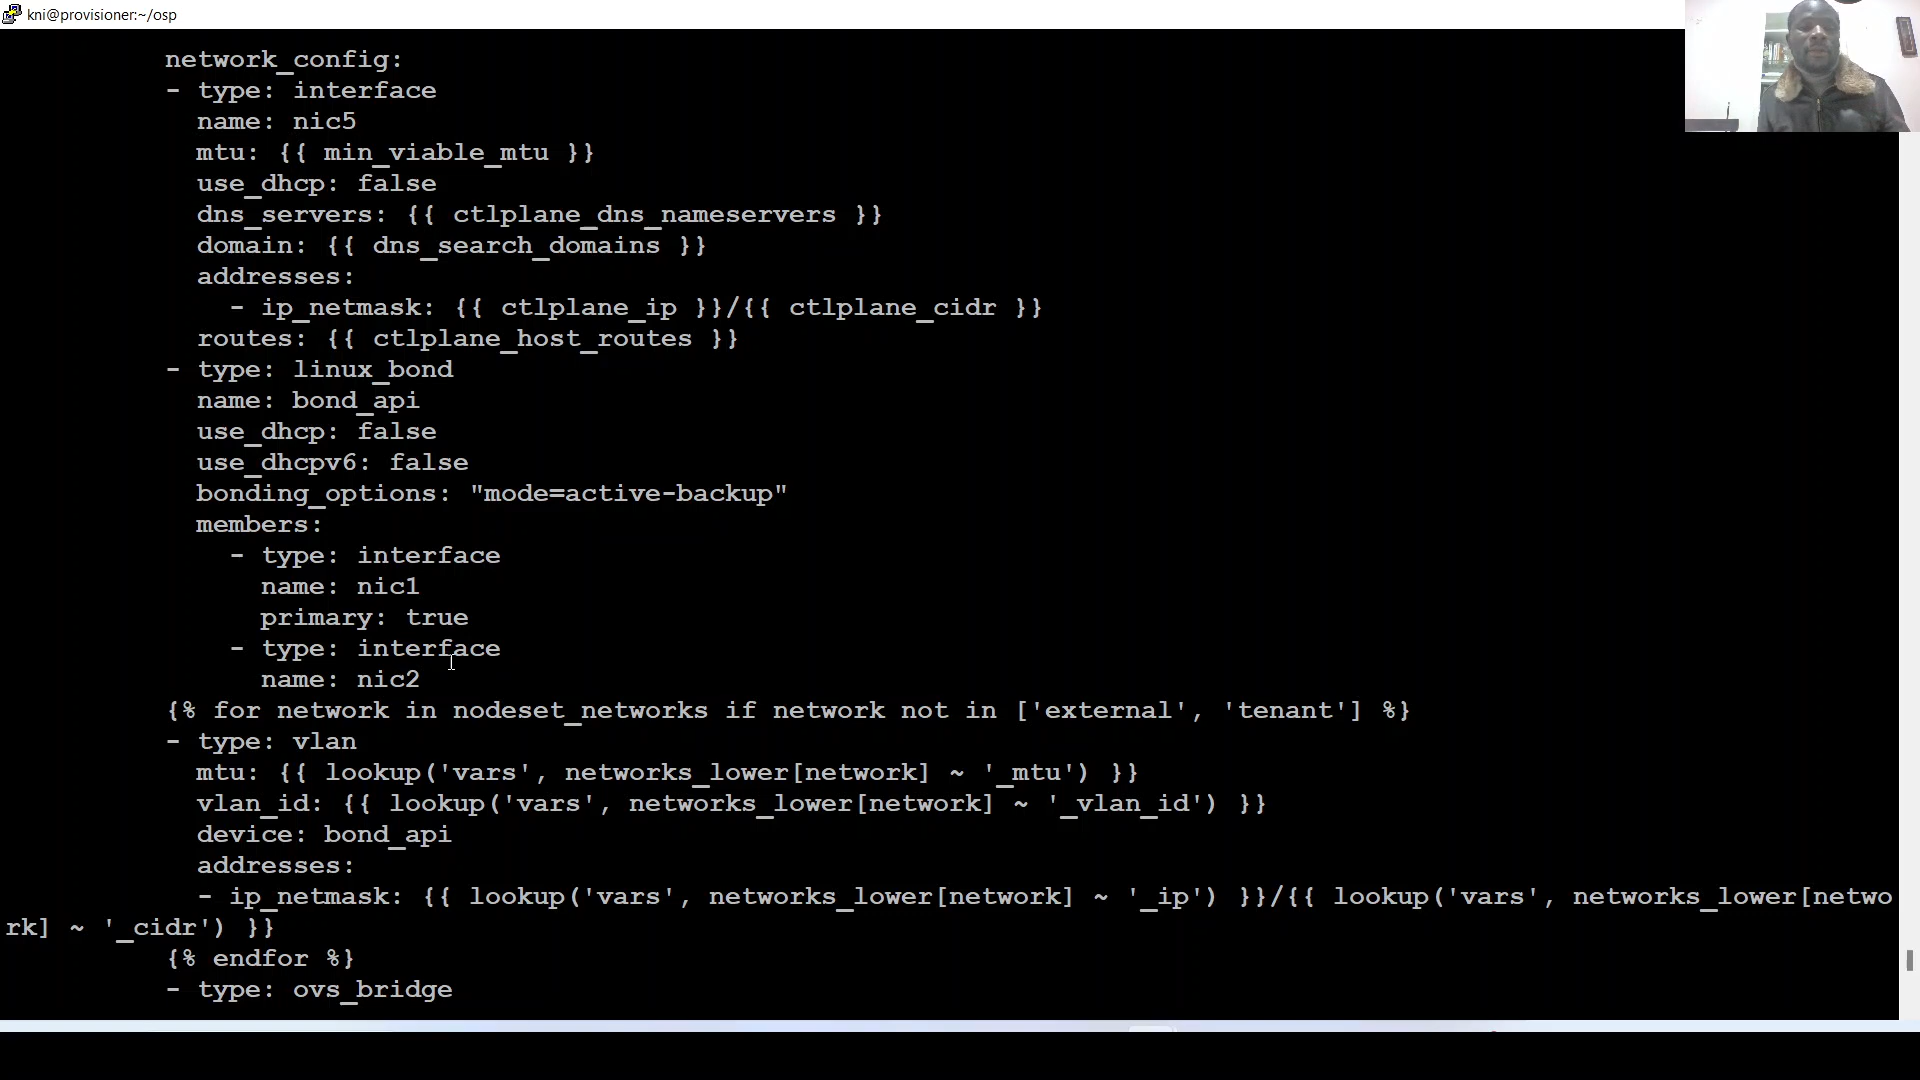 kni@provisioner:~/osp
network_config:
- type: interface
name: nic5
mtu: {{ min_viable_mtu }}
use_dhcp: false
dns_servers: {{ ctlplane_dns_nameservers }}
domain: {{ dns_search_domains }}
addresses:
- ip_netmask: {{ ctlplane_ip }}/{{ ctlplane_cidr }}
routes: {{ ctlplane_host_routes }}
- type: linux_bond
name: bond_api
use_dhcp: false
use_dhcpv6: false
bonding_options: "mode=active-backup"
members:
- type: interface
name: nic1
primary: true
- type: interface
name: nic2
{% for network in nodeset_networks if network not in ['external', 'tenant'] %}
- type: vlan
mtu: {{ lookup('vars', networks_lower[network] ~ '_mtu') }}
vlan_id: {{ lookup('vars', networks_lower[network] ~ '_vlan_id') }}
device: bond_api
addresses:
- ip_netmask: {{ lookup('vars', networks_lower[network] ~ '_ip') }}/{{ lookup('vars', networks_lower[netwo
rk] ~ '_cidr') }}
{% endfor %}
- type: ovs_bridge